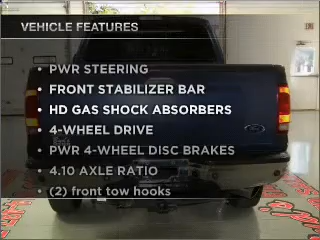 VEHICLE FEATURES
• PWR STEERING
• FRONT STABILIZER BAR
• HD GAS SHOCK ABSORBERS
• 4-WHEEL DRIVE
• PWR 4-WHEEL DISC BRAKES
• 4.10 AXLE RATIO
• (2) front tow hooks